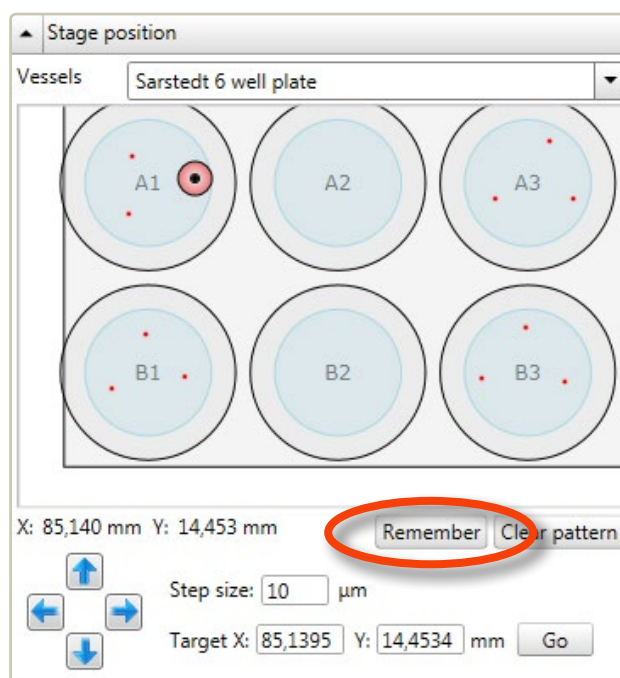 Stage position
Vessels Sarstedt 6 well plate
A1 A2 A3
B1 B2 B3
X: 85,140 mm Y: 14,453 mm Remember Clear pattern
Step size: 10 µm
Target X: 85,1395 Y: 14,4534 mm Go